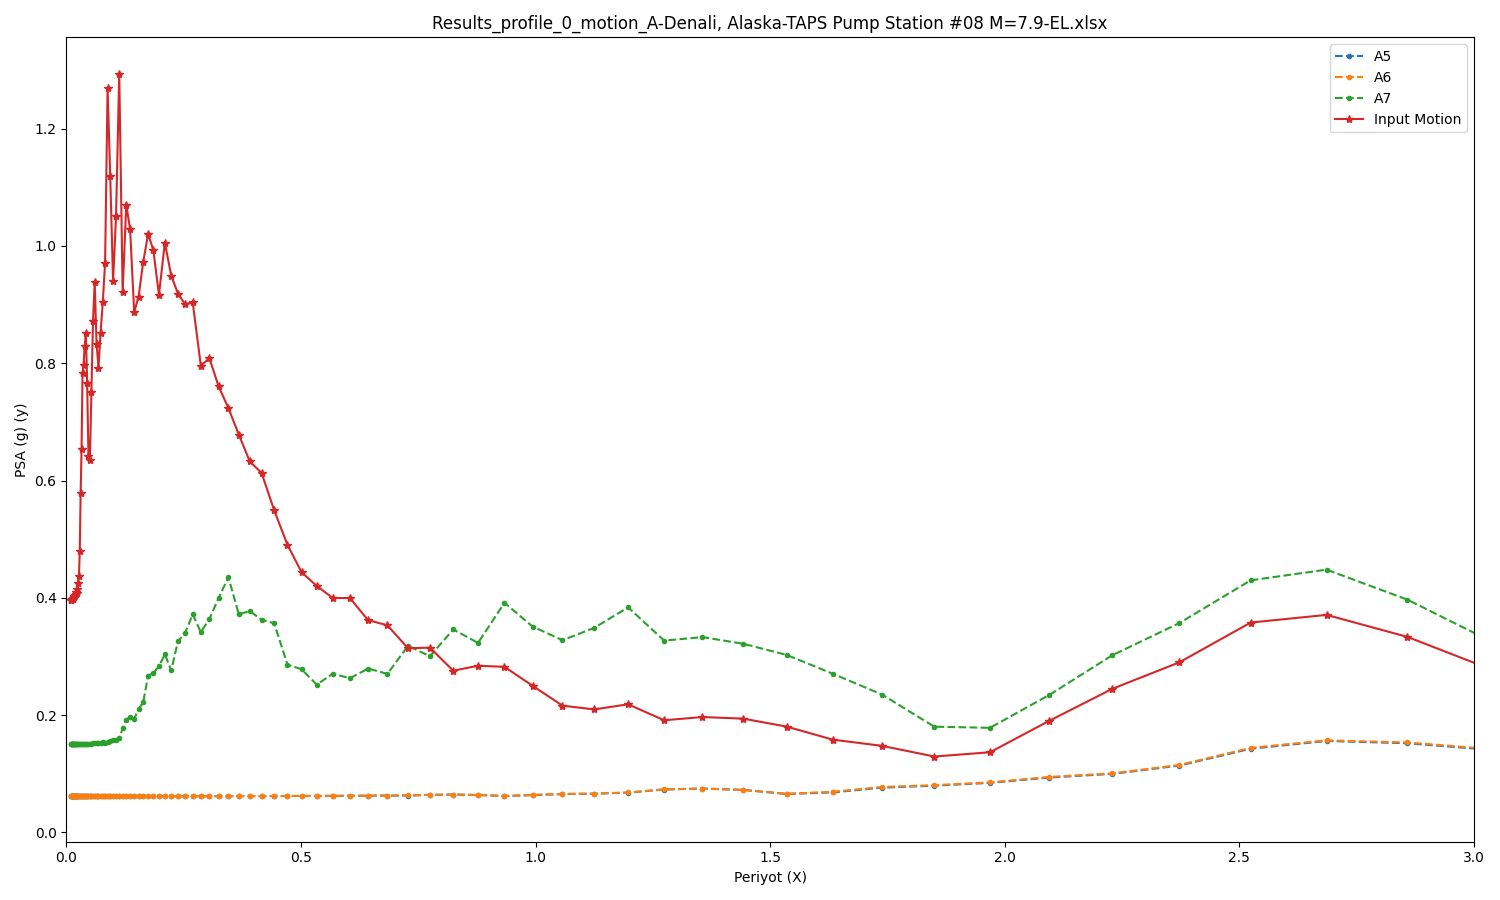 Results_profile_0_motion_A-Denali, Alaska-TAPS Pump Station #08 M=7.9-EL.xlsx
A5
A6
A7
Input Motion
PSA (g) (y)
1.2
1.0
0.8
0.6
0.4
0.2
0.0
0.0 0.5 1.0 1.5 2.0 2.5 3.0
Periyot (X)